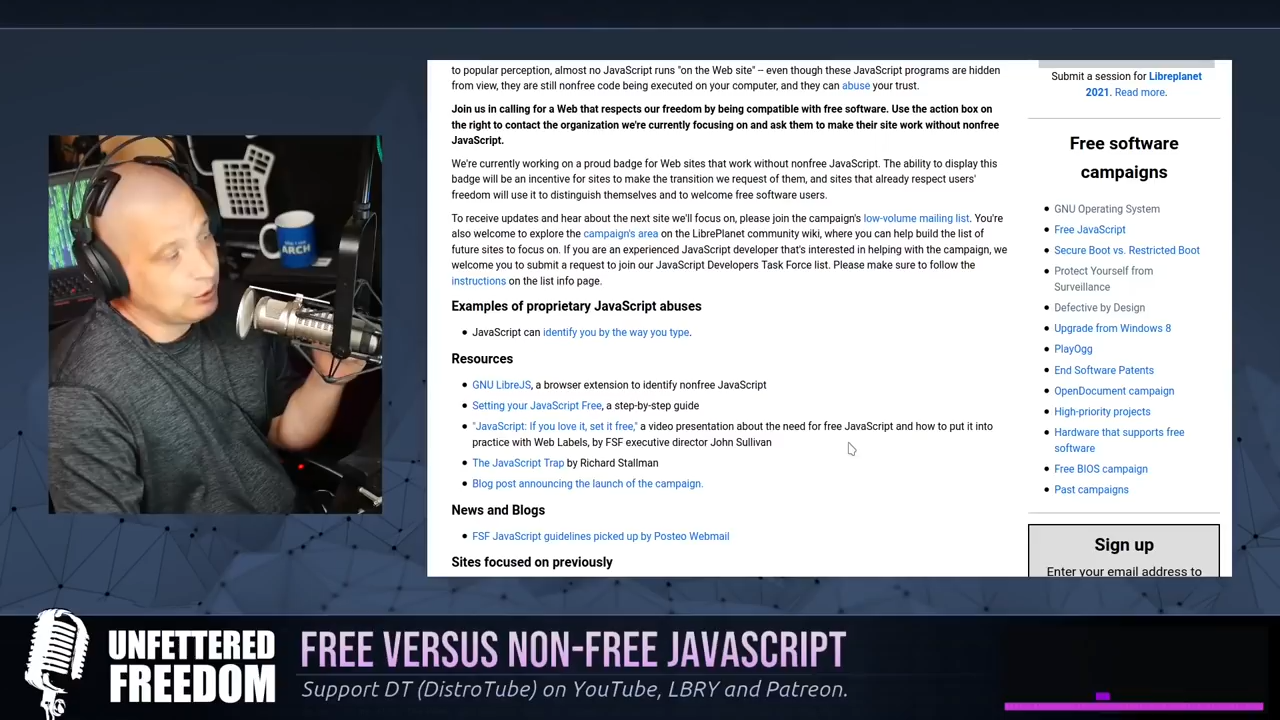 to popular perception, almost no JavaScript runs "on the Web site" -- even though these JavaScript programs are hidden
from view, they are still nonfree code being executed on your computer, and they can abuse your trust.
Join us in calling for a Web that respects our freedom by being compatible with free software. Use the action box on
the right to contact the organization we're currently focusing on and ask them to make their site work without nonfree
JavaScript.
We're currently working on a proud badge for Web sites that work without nonfree JavaScript. The ability to display this
badge will be an incentive for sites to make the transition we request of them, and sites that already respect users'
freedom will use it to distinguish themselves and to welcome free software users.
To receive updates and hear about the next site we'll focus on, please join the campaign's low-volume mailing list. You're
also welcome to explore the campaign's area on the LibrePlanet community wiki, where you can help build the list of
future sites to focus on. If you are an experienced JavaScript developer that's interested in helping with the campaign, we
welcome you to submit a request to join our JavaScript Developers Task Force list. Please make sure to follow the
instructions on the list info page.
Examples of proprietary JavaScript abuses
JavaScript can identify you by the way you type.
Resources
GNU LibreJS, a browser extension to identify nonfree JavaScript
Setting your JavaScript Free, a step-by-step guide
"JavaScript: if you love it, set it free," a video presentation about the need for free JavaScript and how to put it into
practice with Web Labels, by FSF executive director John Sullivan
The JavaScript Trap by Richard Stallman
Blog post announcing the launch of the campaign.
News and Blogs
FSF JavaScript guidelines picked up by Posteo Webmail
Sites focused on previously
Submit a session for Libreplanet
2021. Read more.
Free software
campaigns
GNU Operating System
Free JavaScript
Secure Boot vs. Restricted Boot
Protect Yourself from
Surveillance
Defective by Design
Upgrade from Windows 8
PlayOgg
End Software Patents
OpenDocument campaign
High-priority projects
Hardware that supports free
software
Free BIOS campaign
Past campaigns
Sign up
Enter your email address to
ARCH
UNFETTERED
FREEDOM
FREE VERSUS NON-FREE JAVASCRIPT
Support DT (DistroTube) on YouTube, LBRY and Patreon.